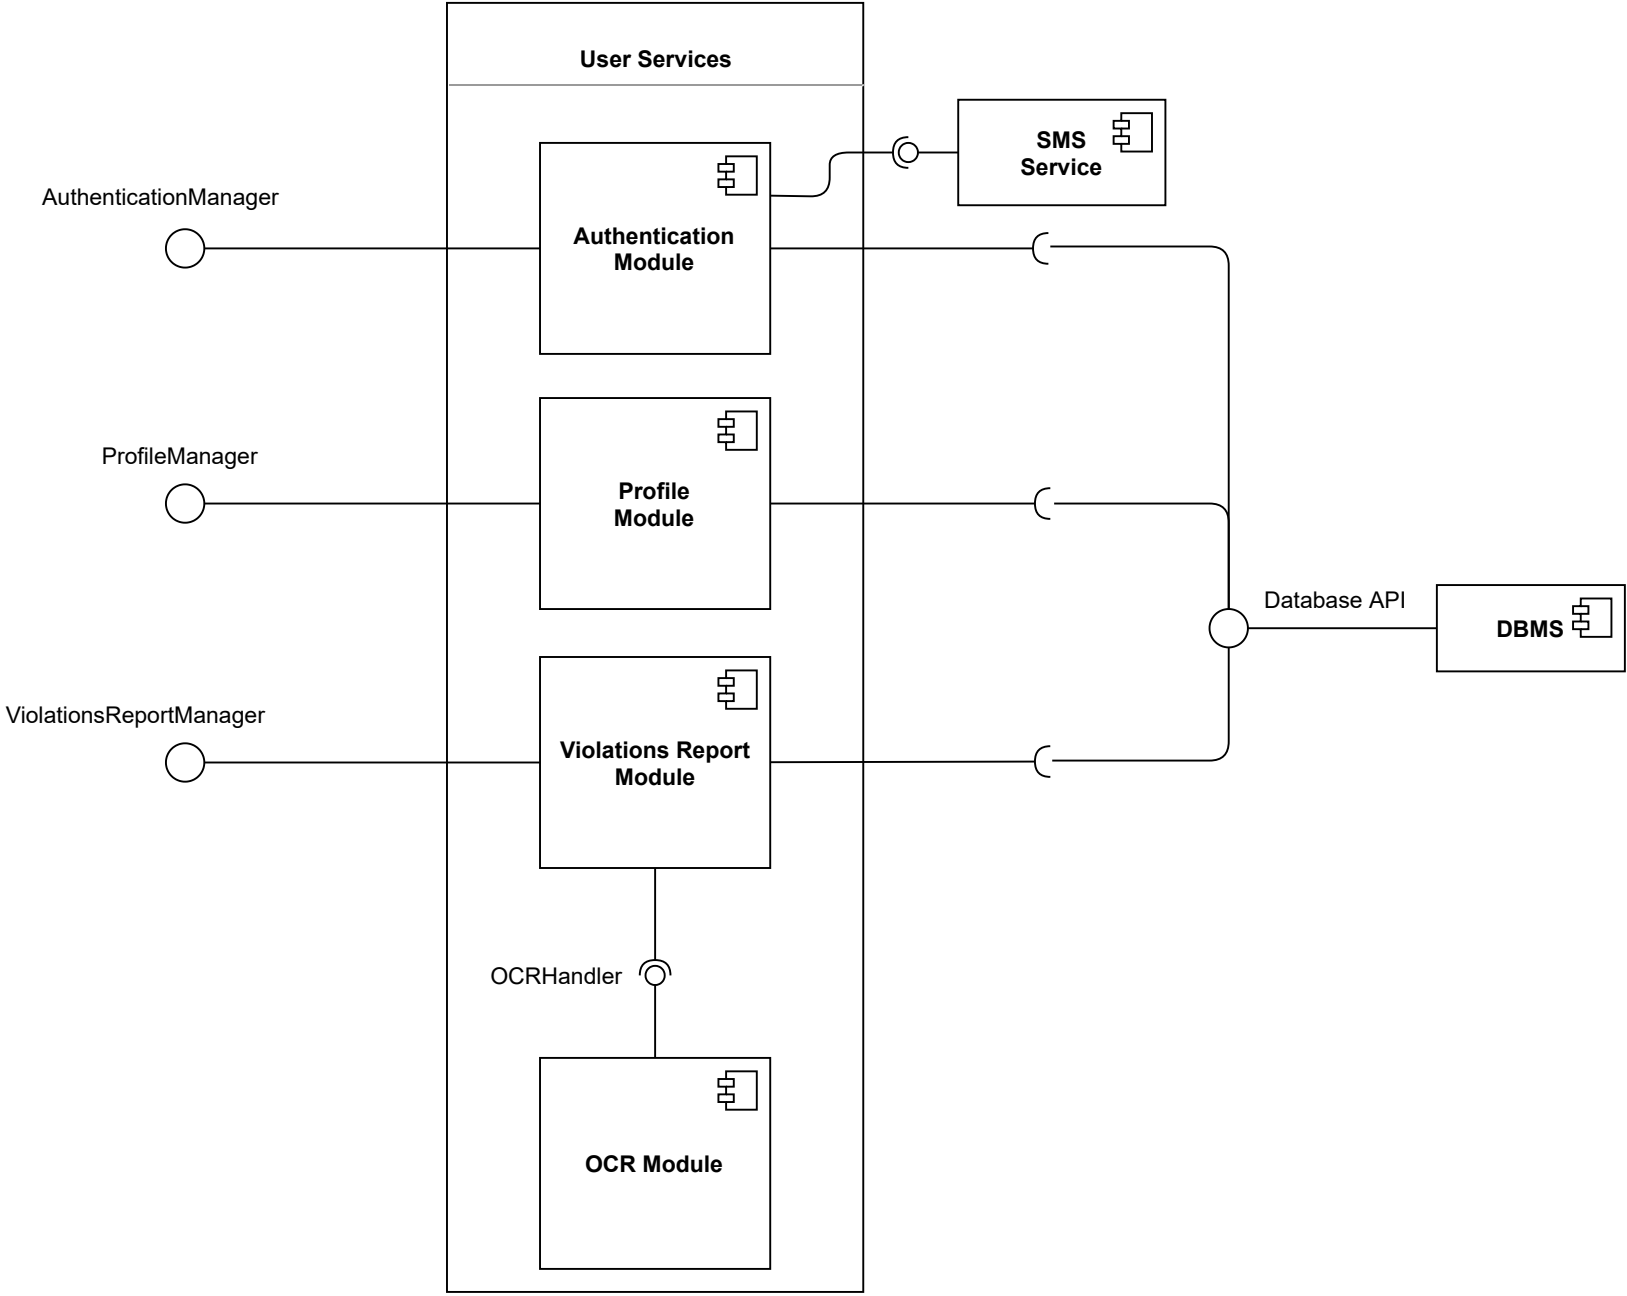 User Services
SMS
Service
AuthenticationManager
Authentication
Module
ProfileManager
Profile
Module
Database API
DBMS
ViolationsReportManager
Violations Report
Module
OCRHandler
OCR Module